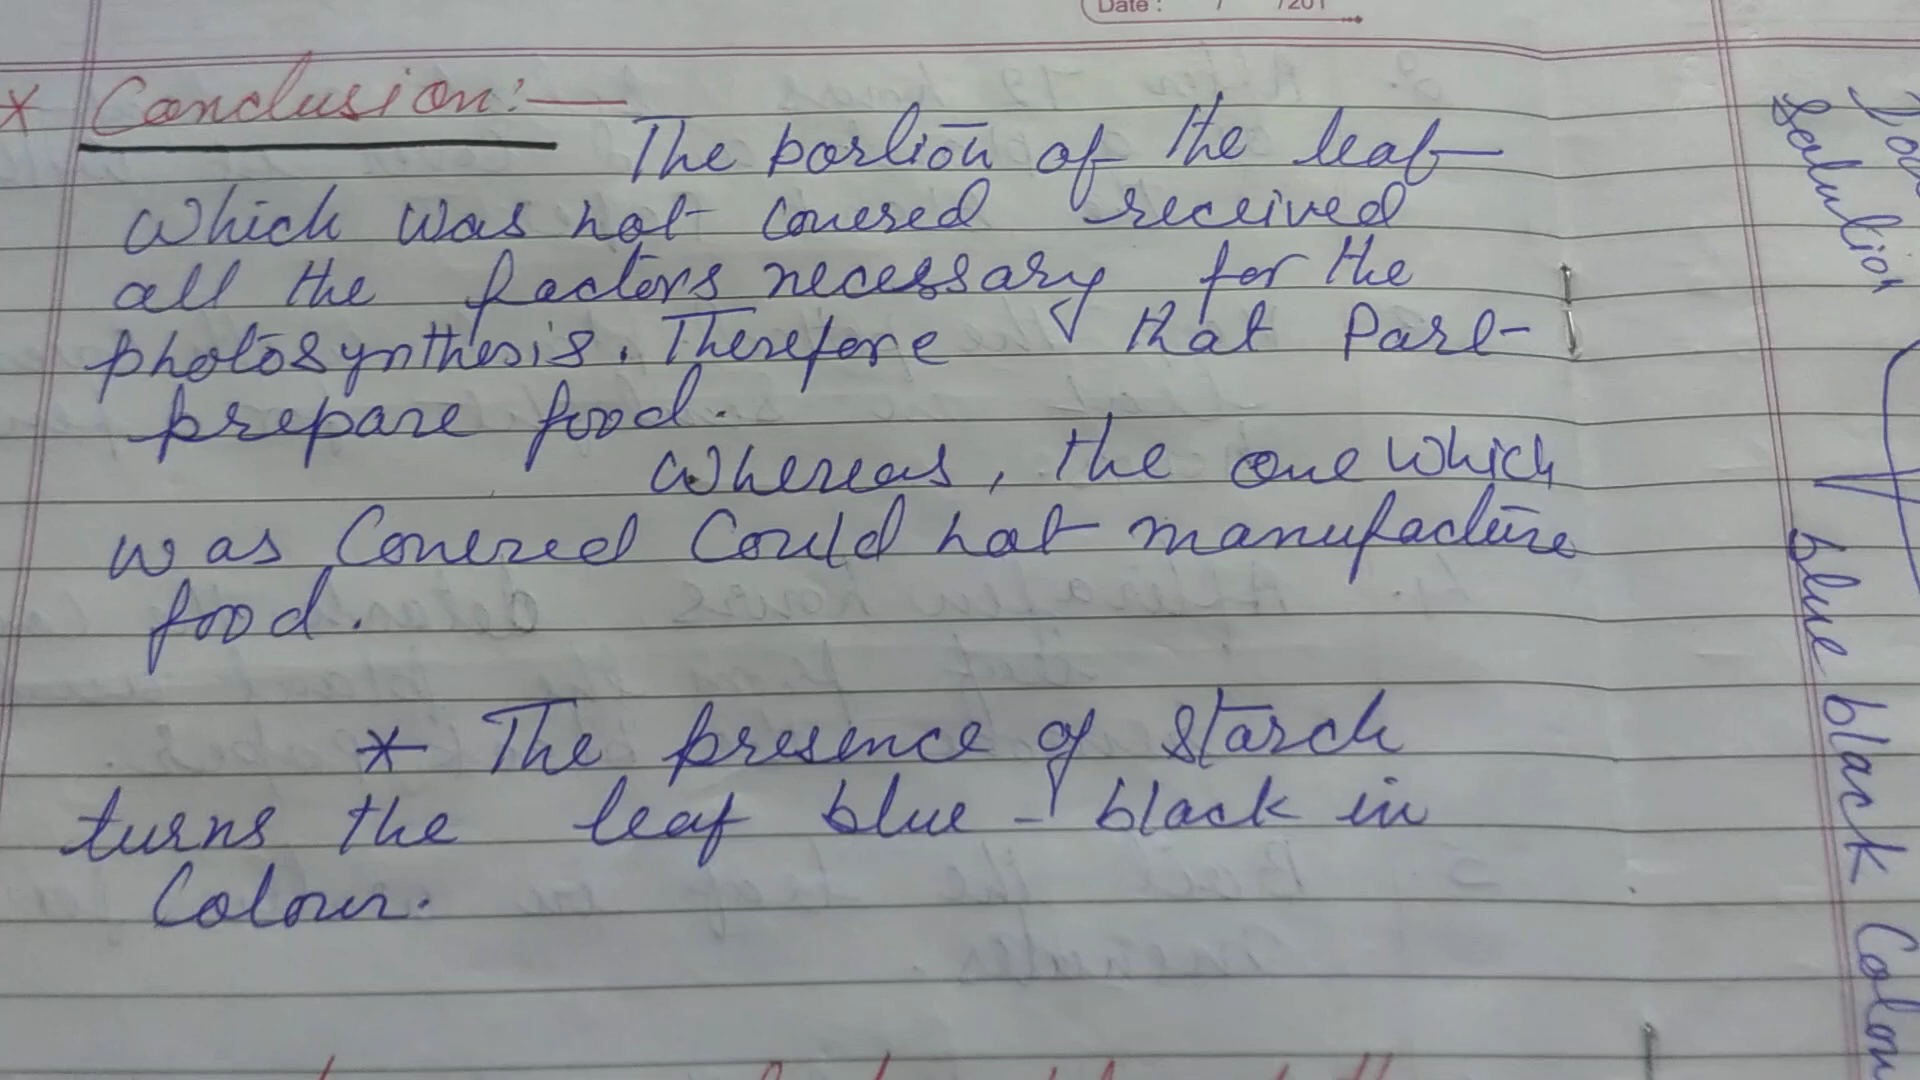 Date : / /201
* Conclusion:—
The portion of the leaf
which was not covered received
all the factors necessary for the
photosynthesis. Therefore that Part
prepare food.
Whereas, the one which
was Covered Could not manufacture
food.
* The presence of starch
turns the leaf blue - black in
Colour.
Solution
blue black Colou